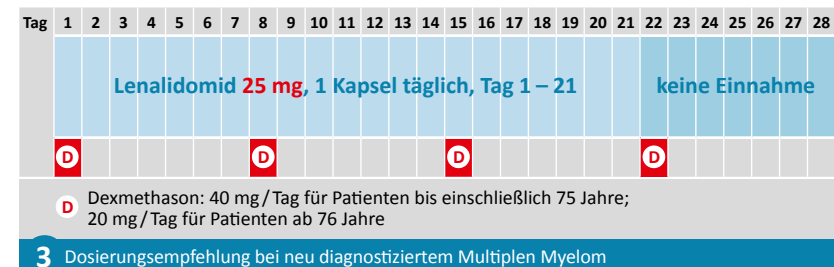 Tag 1 2 3 4 5 6 7 8 9 10 11 12 13 14 15 16 17 18 19 20 21 22 23 24 25 26 27 28
Lenalidomid 25 mg, 1 Kapsel täglich, Tag 1 – 21 keine Einnahme
D D D D
D Dexmethason: 40 mg/Tag für Patienten bis einschließlich 75 Jahre;
20 mg/Tag für Patienten ab 76 Jahre
3 Dosierungsempfehlung bei neu diagnostiziertem Multiplen Myelom